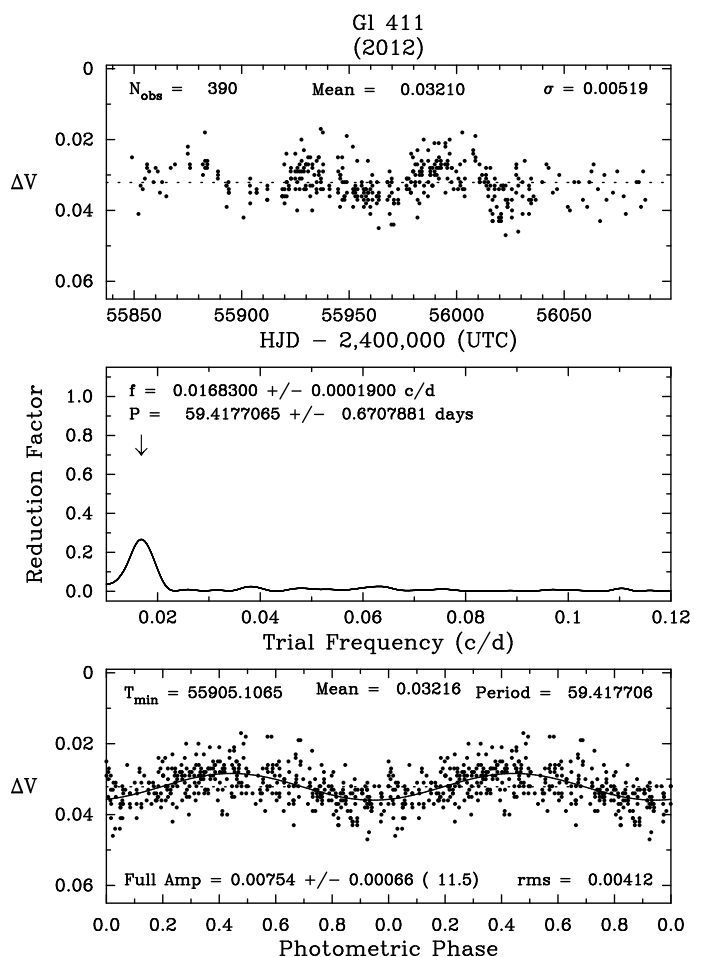 Gl 411
(2012)
N_obs = 390 Mean = 0.03210 σ = 0.00519
0
0.02
ΔV
0.04
0.06
55850 55900 55950 56000 56050
HJD − 2,400,000 (UTC)
f = 0.0168300 +/− 0.0001900 c/d
P = 59.4177065 +/− 0.6707881 days
1.0
0.8
0.6
0.4
0.2
0.0
Reduction Factor
0.02 0.04 0.06 0.08 0.1 0.12
Trial Frequency (c/d)
T_min = 55905.1065 Mean = 0.03216 Period = 59.417706
0
0.02
ΔV
0.04
0.06
Full Amp = 0.00754 +/− 0.00066 ( 11.5) rms = 0.00412
0.0 0.2 0.4 0.6 0.8 0.0 0.2 0.4 0.6 0.8 0.0
Photometric Phase